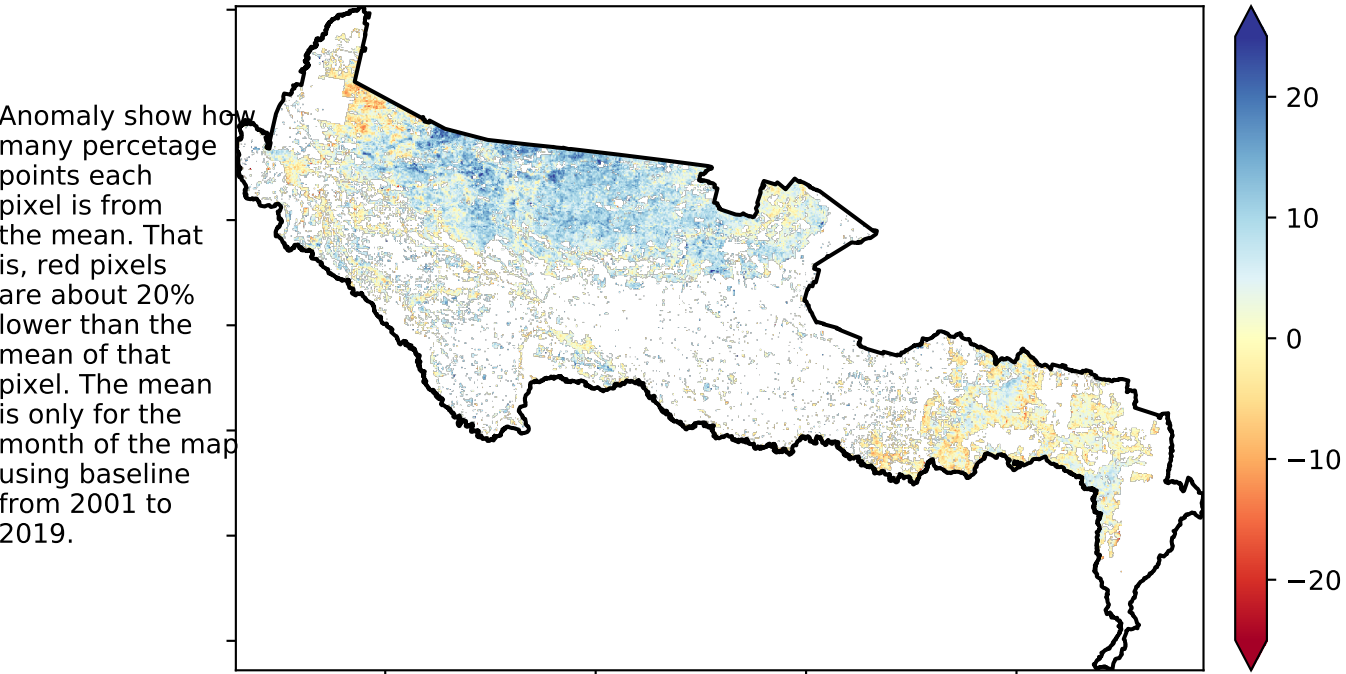 Anomaly show how
many percetage
points each
pixel is from
the mean. That
is, red pixels
are about 20%
lower than the
mean of that
pixel. The mean
is only for the
month of the map
using baseline
from 2001 to
2019.
20
10
0
−10
−20